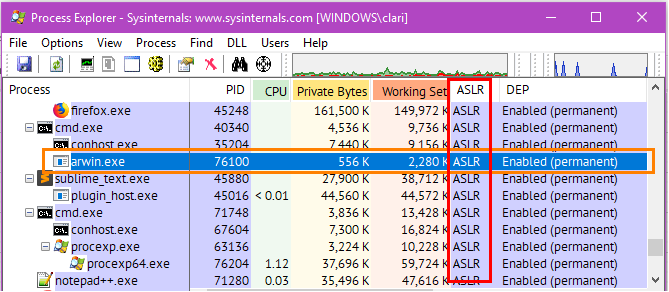 Process Explorer - Sysinternals: www.sysinternals.com [WINDOWS\clari]
File Options View Process Find DLL Users Help
Process PID CPU Private Bytes Working Set ASLR DEP
firefox.exe 45248 161,500 K 149,972 K ASLR Enabled (permanent)
cmd.exe 40340 4,536 K 9,736 K ASLR Enabled (permanent)
conhost.exe 35204 7,440 K 9,156 K ASLR Enabled (permanent)
arwin.exe 76100 556 K 2,280 K ASLR Enabled (permanent)
sublime_text.exe 45880 27,900 K 38,712 K ASLR Enabled (permanent)
plugin_host.exe 45016 < 0.01 44,560 K 44,572 K ASLR Enabled (permanent)
cmd.exe 71748 3,836 K 13,428 K ASLR Enabled (permanent)
conhost.exe 67604 7,300 K 16,824 K ASLR Enabled (permanent)
procexp.exe 63136 3,224 K 10,228 K ASLR Enabled (permanent)
procexp64.exe 76204 1.12 37,696 K 59,724 K ASLR Enabled (permanent)
notepad++.exe 71280 0.03 35,496 K 47,616 K ASLR Enabled (permanent)